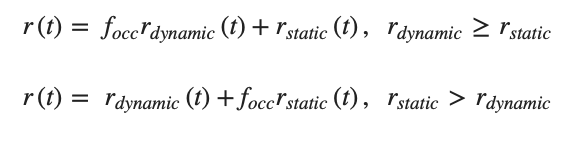 r(t) = f_occ r_dynamic (t) + r_static (t), r_dynamic ≥ r_static
r(t) = r_dynamic (t) + f_occ r_static (t), r_static > r_dynamic